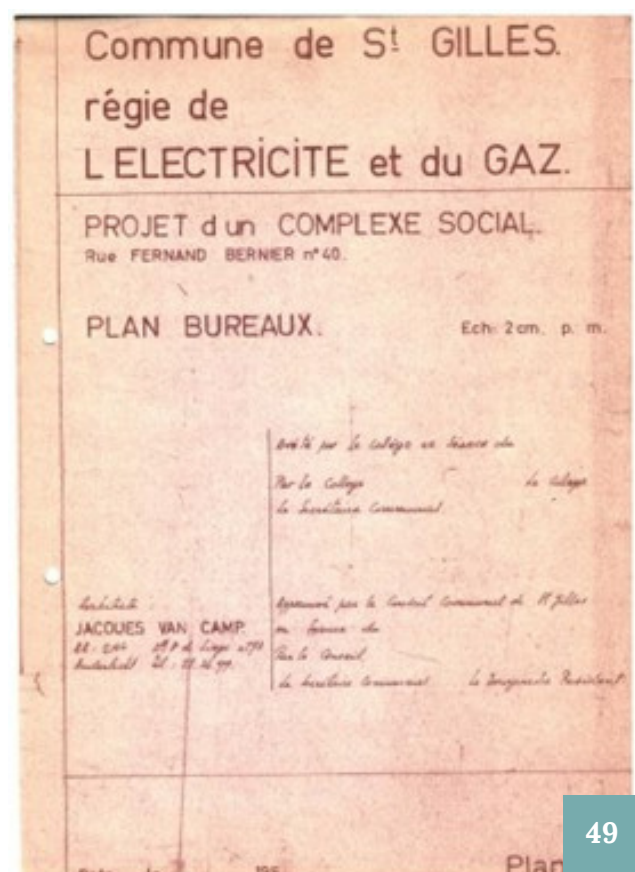 Commune de St GILLES.
régie de
L ELECTRICITE et du GAZ.
PROJET d un COMPLEXE SOCIAL.
Rue FERNAND BERNIER n° 40.
PLAN BUREAUX.
Ech: 2 cm. p. m.
Arrêté par le Collège en séance du
Par le Collège
Le Collège
Le Secrétaire Communal.
Architecte
JACQUES VAN CAMP.
Anderlecht
Approuvé par le Conseil Communal de St Gilles
en séance du
Par le Conseil,
Le Secrétaire Communal
Le Bourgmestre Président
Plan
49